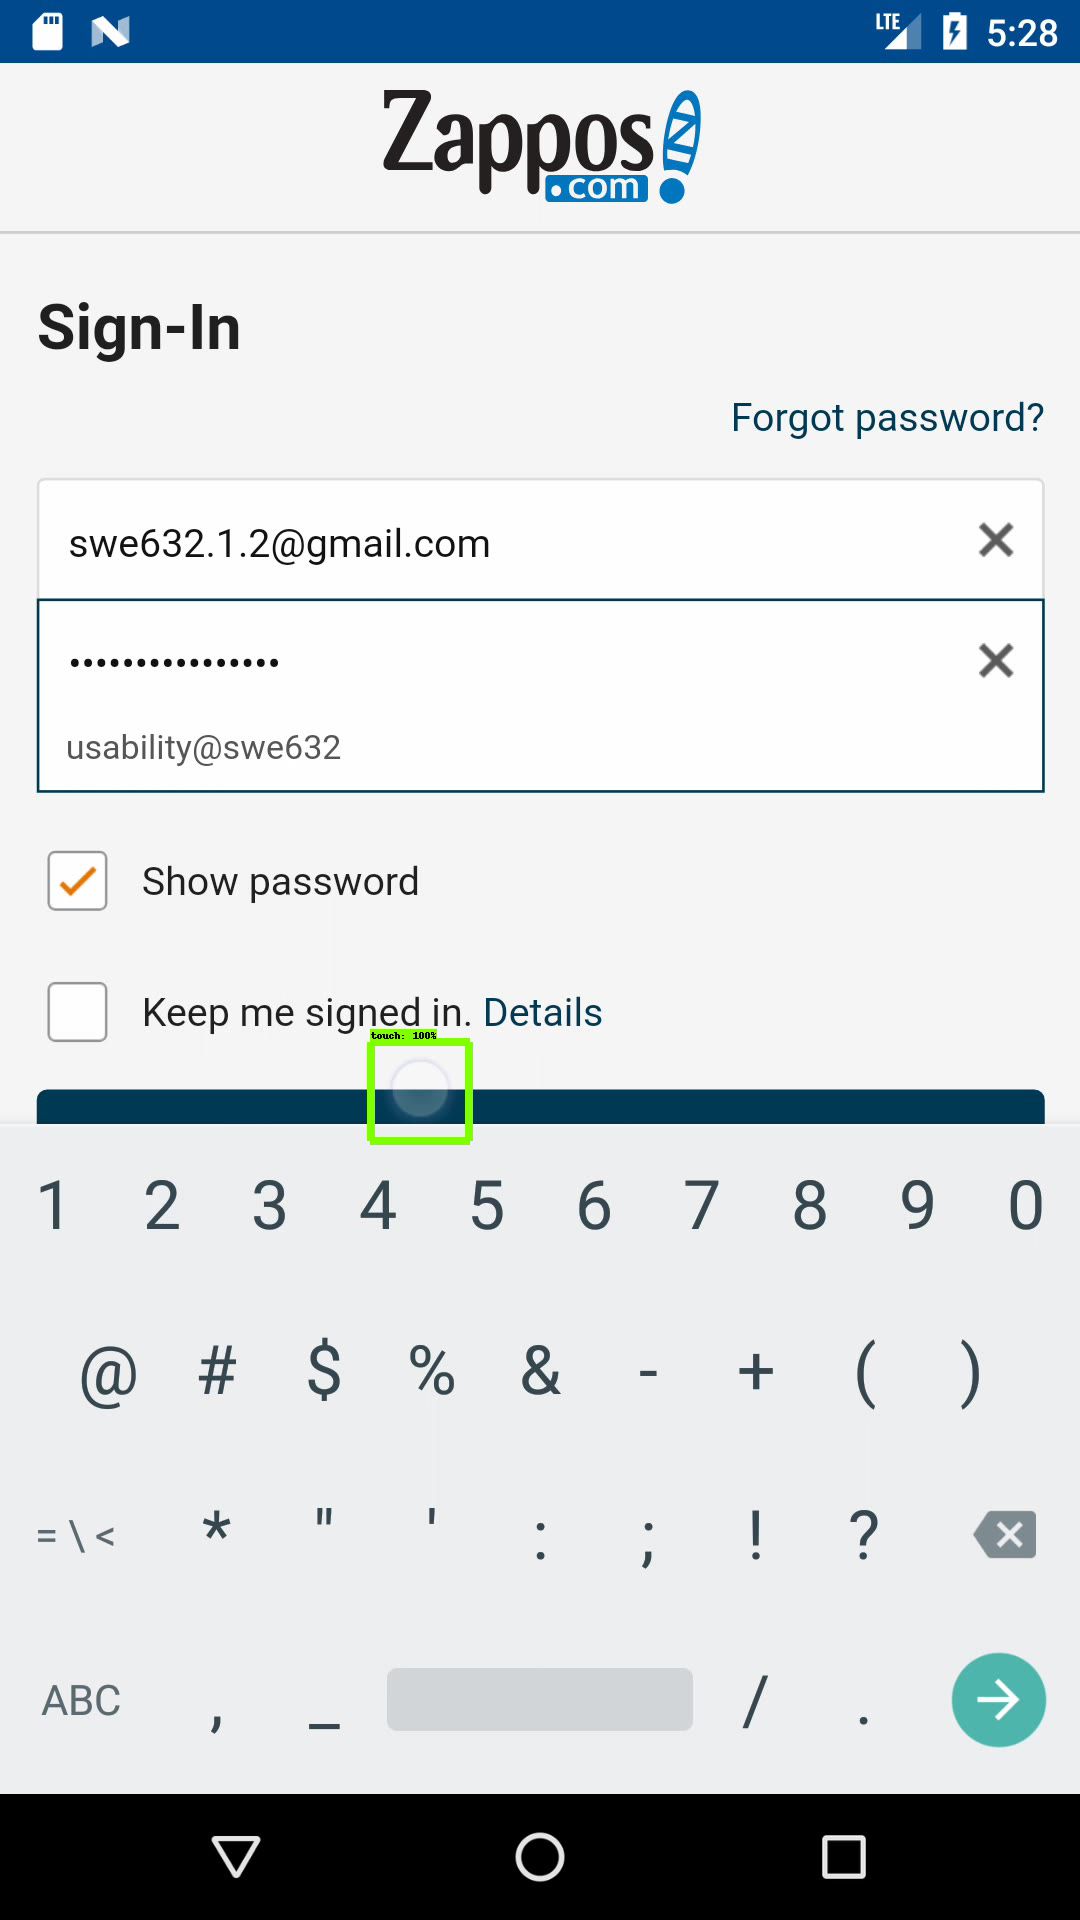 LTE 5:28
Zappos
.com
Sign-In
Forgot password?
swe632.1.2@gmail.com
••••••••••••••••
usability@swe632
Show password
Keep me signed in. Details
touch: 100%
1 2 3 4 5 6 7 8 9 0
@ # $ % & - + ( )
= \ < * " ' : ; ! ?
ABC , _ / .